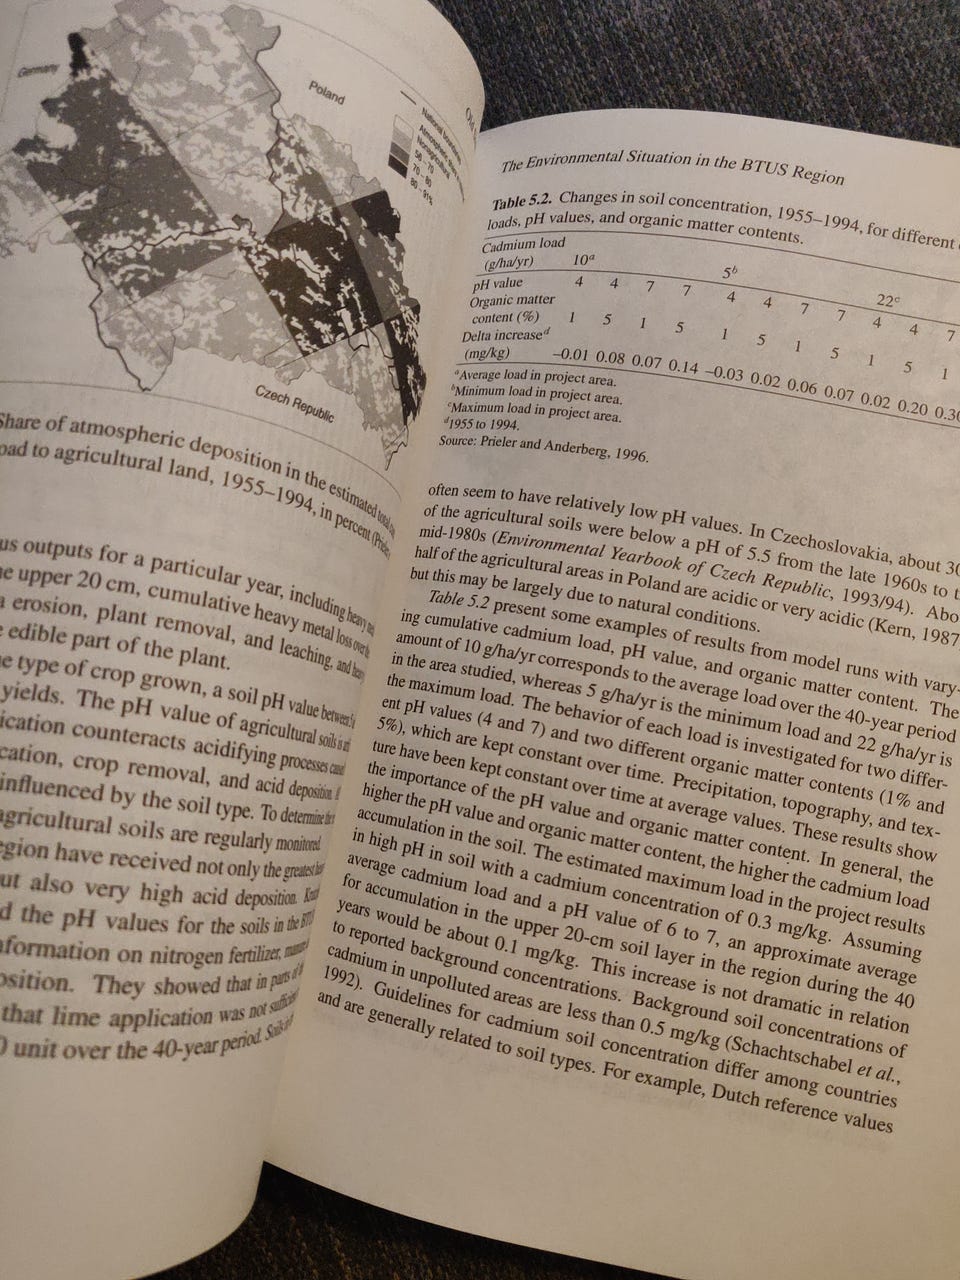 Germany
Poland
National boundaries
Atmospheric
Nonagricultural
56 – 70
70 – 80
80 – 91%
Czech Republic
Share of atmospheric deposition in the estimated total
load to agricultural land, 1955–1994, in percent (Prieler
us outputs for a particular year, including heavy
e upper 20 cm, cumulative heavy metal loss over
erosion, plant removal, and leaching, and heavy
edible part of the plant.
e type of crop grown, a soil pH value between
yields. The pH value of agricultural soils is
ication counteracts acidifying processes
cation, crop removal, and acid deposition.
influenced by the soil type. To determine the
agricultural soils are regularly monitored
egion have received not only the greatest
ut also very high acid deposition.
d the pH values for the soils in the
nformation on nitrogen fertilizer,
osition. They showed that in parts of
that lime application was not
0 unit over the 40-year period. Soils
The Environmental Situation in the BTUS Region
Table 5.2. Changes in soil concentration, 1955–1994, for different
loads, pH values, and organic matter contents.
Cadmium load
(g/ha/yr) 10a 5b 22c
pH value 4 4 7 7 4 4 7 7 4 4 7
Organic matter
content (%) 1 5 1 5 1 5 1 5 1 5 1
Delta increased
(mg/kg) −0.01 0.08 0.07 0.14 −0.03 0.02 0.06 0.07 0.02 0.20 0.30
aAverage load in project area.
bMinimum load in project area.
cMaximum load in project area.
d1955 to 1994.
Source: Prieler and Anderberg, 1996.
often seem to have relatively low pH values. In Czechoslovakia, about 30
of the agricultural soils were below a pH of 5.5 from the late 1960s to t
mid-1980s (Environmental Yearbook of Czech Republic, 1993/94). Abo
half of the agricultural areas in Poland are acidic or very acidic (Kern, 1987
but this may be largely due to natural conditions.
Table 5.2 present some examples of results from model runs with vary-
ing cumulative cadmium load, pH value, and organic matter content. The
amount of 10 g/ha/yr corresponds to the average load over the 40-year period
in the area studied, whereas 5 g/ha/yr is the minimum load and 22 g/ha/yr is
the maximum load. The behavior of each load is investigated for two differ-
ent pH values (4 and 7) and two different organic matter contents (1% and
5%), which are kept constant over time. Precipitation, topography, and tex-
ture have been kept constant over time at average values. These results show
the importance of the pH value and organic matter content. In general, the
higher the pH value and organic matter content, the higher the cadmium load
accumulation in the soil. The estimated maximum load in the project results
in high pH in soil with a cadmium concentration of 0.3 mg/kg. Assuming
average cadmium load and a pH value of 6 to 7, an approximate average
for accumulation in the upper 20-cm soil layer in the region during the 40
years would be about 0.1 mg/kg. This increase is not dramatic in relation
to reported background concentrations. Background soil concentrations of
cadmium in unpolluted areas are less than 0.5 mg/kg (Schachtschabel et al.,
1992). Guidelines for cadmium soil concentration differ among countries
and are generally related to soil types. For example, Dutch reference values